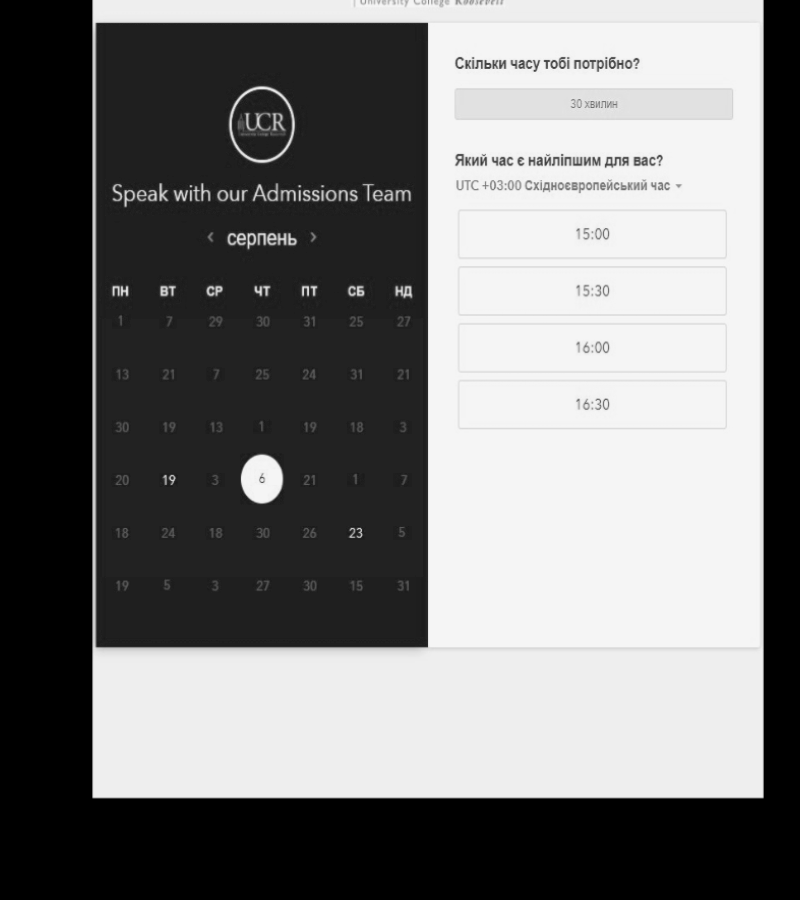 University College Roosevelt
UCR
Speak with our Admissions Team
серпень
ПН ВТ СР ЧТ ПТ СБ НД
1 7 29 30 31 25 27
13 21 7 25 24 31 21
30 19 13 1 19 18 3
20 19 3 6 21 1 7
18 24 18 30 26 23 5
19 5 3 27 30 15 31
Скільки часу тобі потрібно?
30 хвилин
Який час є найліпшим для вас?
UTC +03:00 Східноєвропейський час
15:00
15:30
16:00
16:30